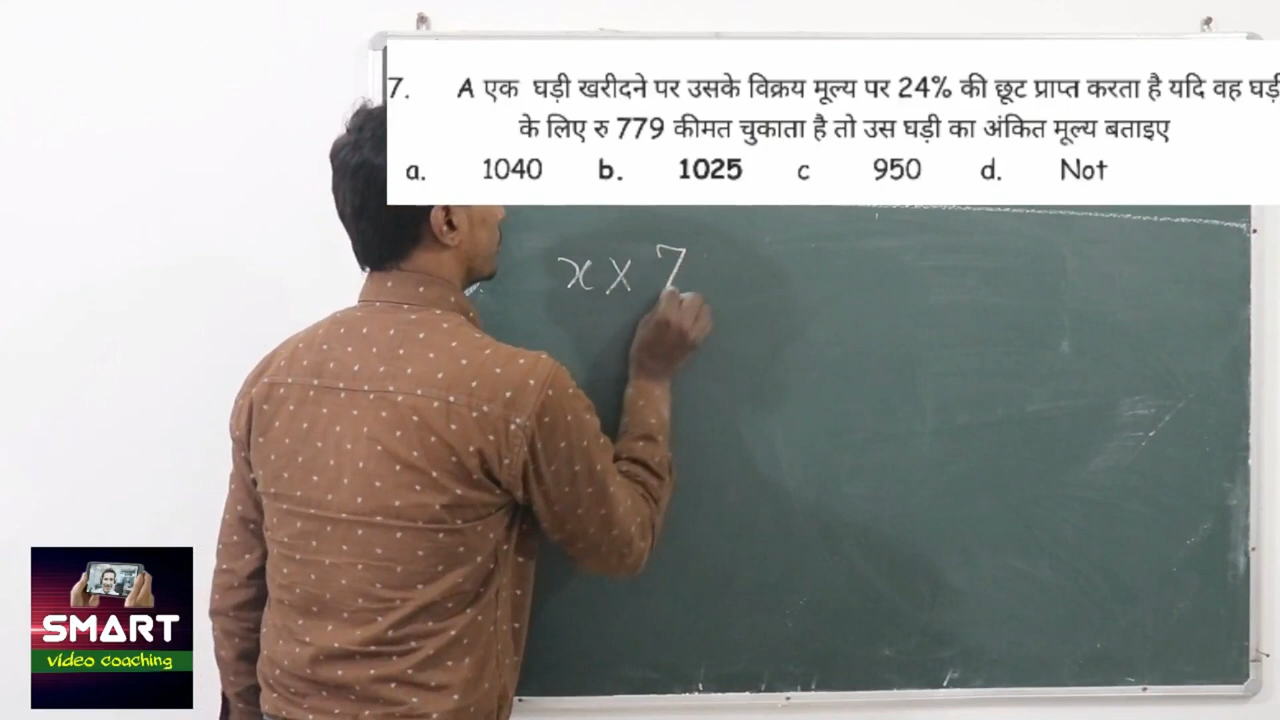 7. A एक घड़ी खरीदने पर उसके विक्रय मूल्य पर 24% की छूट प्राप्त करता है यदि वह घड़ी
के लिए रु 779 कीमत चुकाता है तो उस घड़ी का अंकित मूल्य बताइए
a. 1040 b. 1025 c 950 d. Not
x x 7
SMART
video coaching